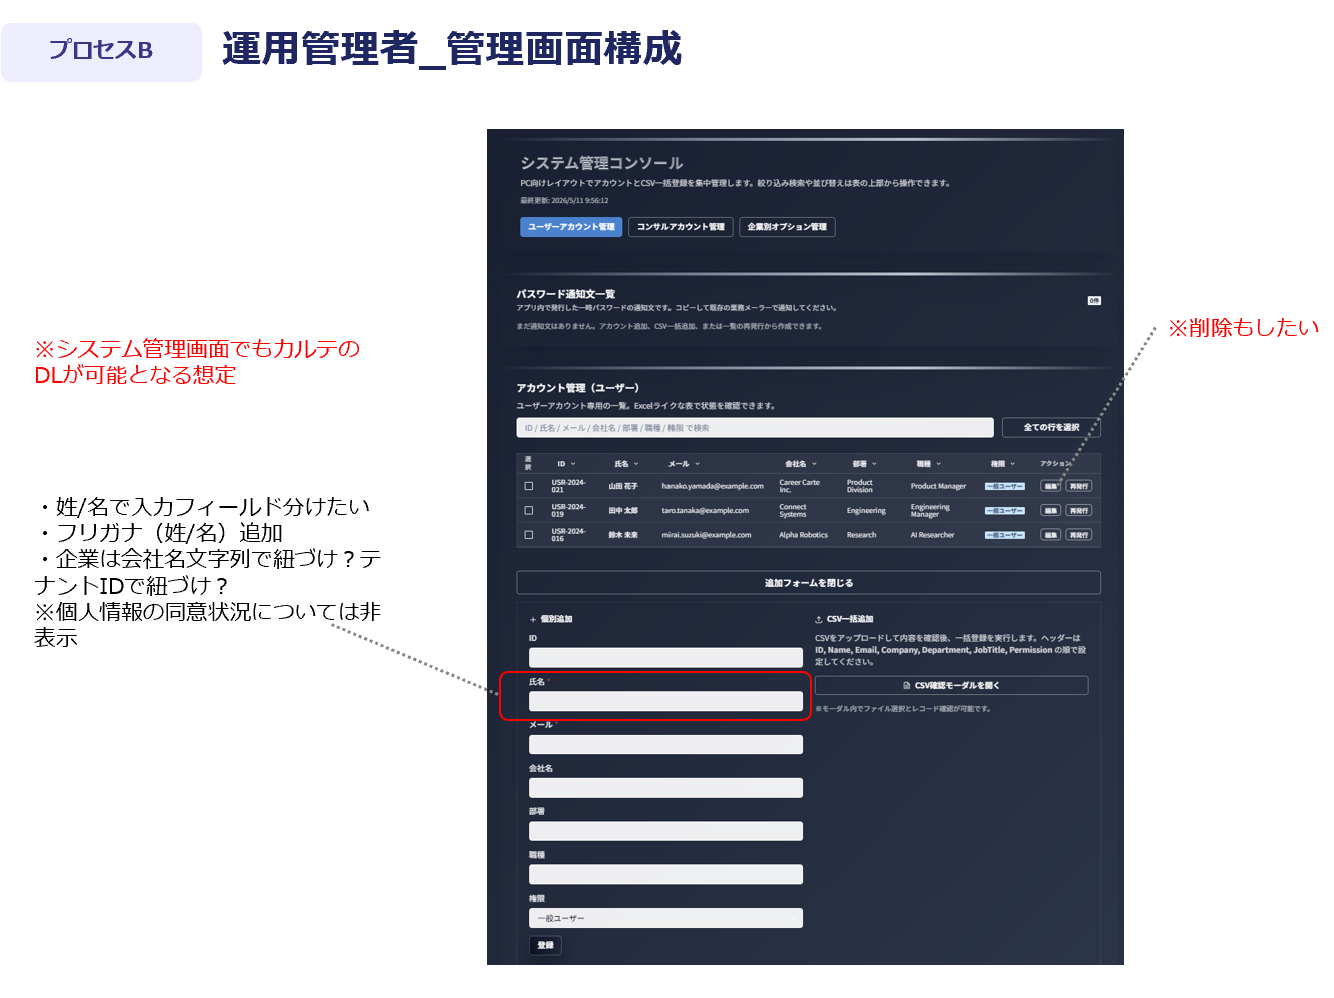 プロセスB
運用管理者_管理画面構成
システム管理コンソール
PC向けレイアウトでアカウントとCSV一括登録を集中管理します。絞り込み検索や並び替えは表の上部から操作できます。
最終更新: 2026/5/11 9:56:12
ユーザーアカウント管理 コンサルアカウント管理 企業別オプション管理
パスワード通知文一覧
0件
アプリ内で発行した一時パスワードの通知文です。コピーして既存の業務メーラーで通知してください。
まだ通知文はありません。アカウント追加、CSV一括追加、または一覧の再発行から作成できます。
※削除もしたい
※システム管理画面でもカルテの
DLが可能となる想定
アカウント管理（ユーザー）
ユーザーアカウント専用の一覧。Excelライクな表で状態を確認できます。
ID / 氏名 / メール / 会社名 / 部署 / 職種 / 権限 で検索
全ての行を選択
選択 ID 氏名 メール 会社名 部署 職種 権限 アクション
USR-2024-021 山田 花子 hanako.yamada@example.com Career Carte Inc. Product Division Product Manager 一般ユーザー 編集 再発行
USR-2024-019 田中 太郎 taro.tanaka@example.com Connect Systems Engineering Engineering Manager 一般ユーザー 編集 再発行
USR-2024-016 鈴木 未来 mirai.suzuki@example.com Alpha Robotics Research AI Researcher 一般ユーザー 編集 再発行
・姓/名で入力フィールド分けたい
・フリガナ（姓/名）追加
・企業は会社名文字列で紐づけ？テ
ナントIDで紐づけ？
※個人情報の同意状況については非
表示
追加フォームを閉じる
＋ 個別追加
ID
氏名 *
メール *
会社名
部署
職種
権限
一般ユーザー
登録
CSV一括追加
CSVをアップロードして内容を確認後、一括登録を実行します。ヘッダーは
ID, Name, Email, Company, Department, JobTitle, Permission の順で設
定してください。
CSV確認モーダルを開く
※モーダル内でファイル選択とレコード確認が可能です。